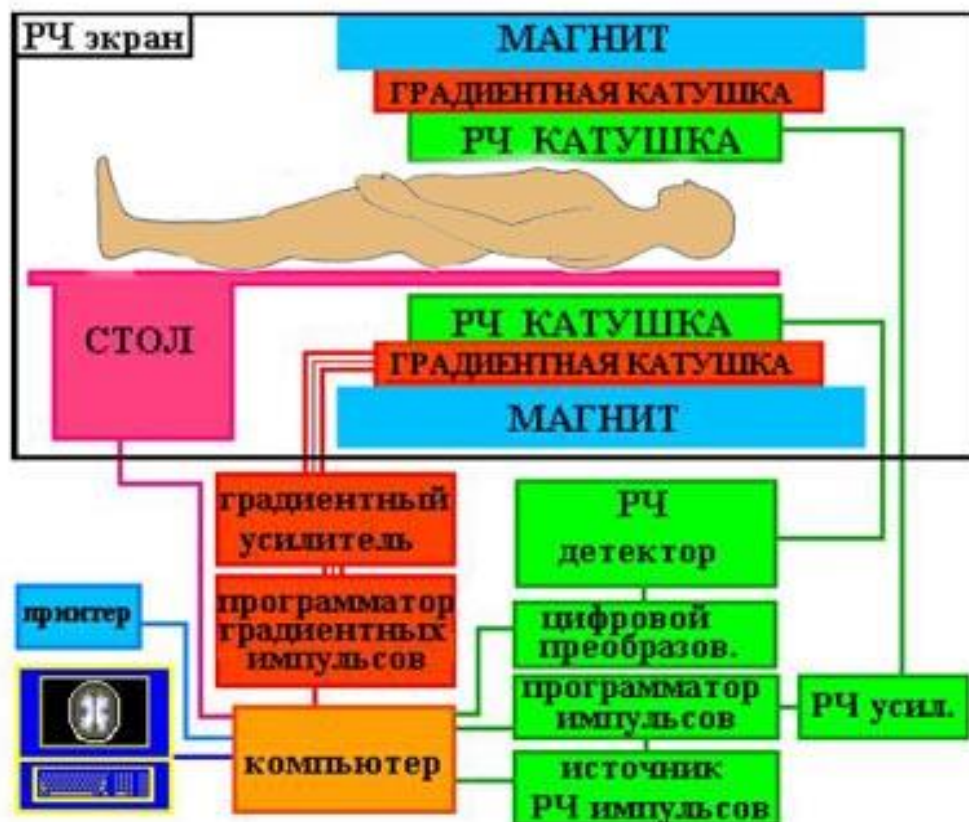 РЧ экран
МАГНИТ
ГРАДИЕНТНАЯ КАТУШКА
РЧ КАТУШКА
СТОЛ
РЧ КАТУШКА
ГРАДИЕНТНАЯ КАТУШКА
МАГНИТ
градиентный
усилитель
РЧ
детектор
принтер
программатор
градиентных
импульсов
цифровой
преобразов.
программатор
импульсов
РЧ усил.
компьютер
источник
РЧ импульсов